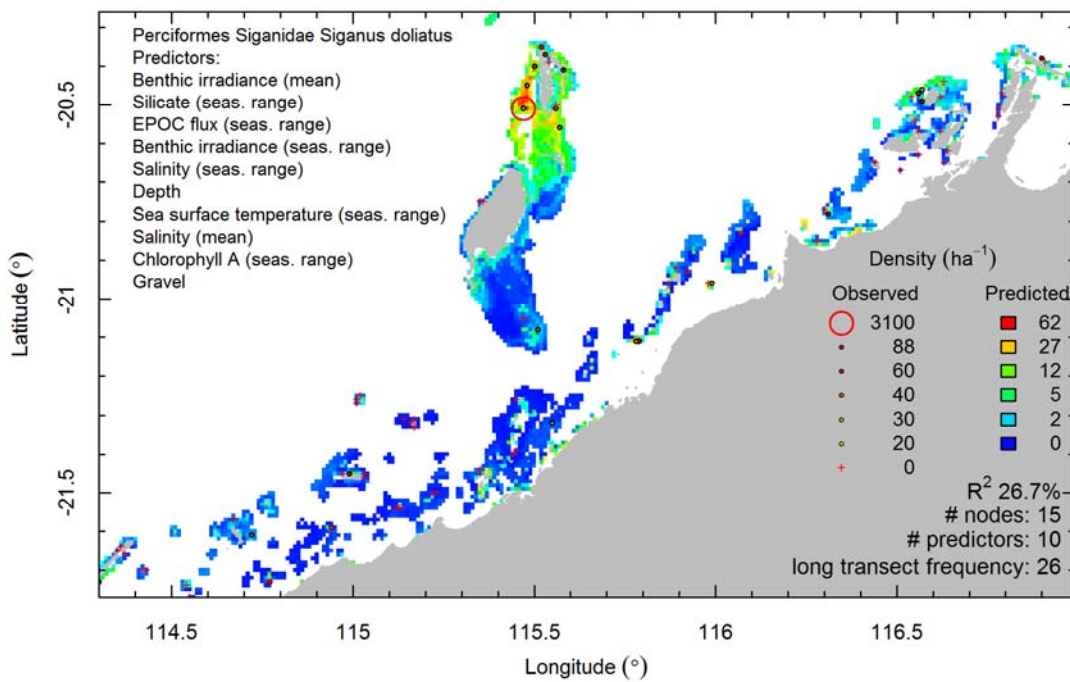 Perciformes Siganidae Siganus doliatus
Predictors:
Benthic irradiance (mean)
Silicate (seas. range)
EPOC flux (seas. range)
Benthic irradiance (seas. range)
Salinity (seas. range)
Depth
Sea surface temperature (seas. range)
Salinity (mean)
Chlorophyll A (seas. range)
Gravel
-20.5
-21
-21.5
Latitude (°)
Density (ha⁻¹)
Observed
3100
88
60
40
30
20
0
Predicted
62
27
12
5
2
0
R² 26.7%
# nodes: 15
# predictors: 10
long transect frequency: 26
114.5
115
115.5
116
116.5
Longitude (°)